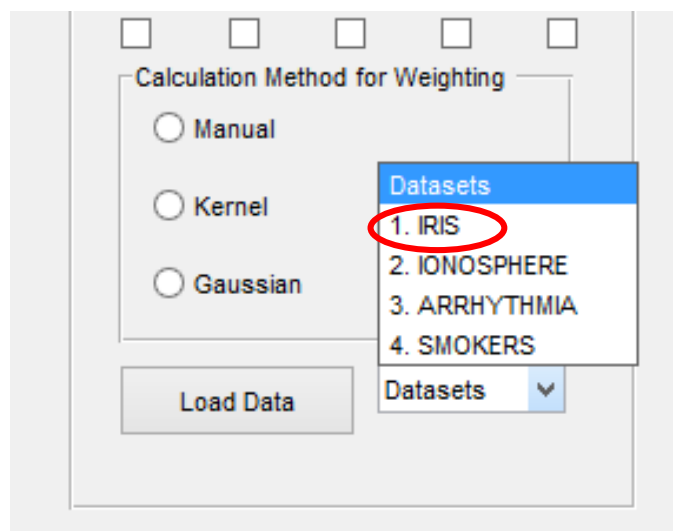 Calculation Method for Weighting
Manual
Datasets
Kernel
1. IRIS
2. IONOSPHERE
Gaussian
3. ARRHYTHMIA
4. SMOKERS
Load Data
Datasets